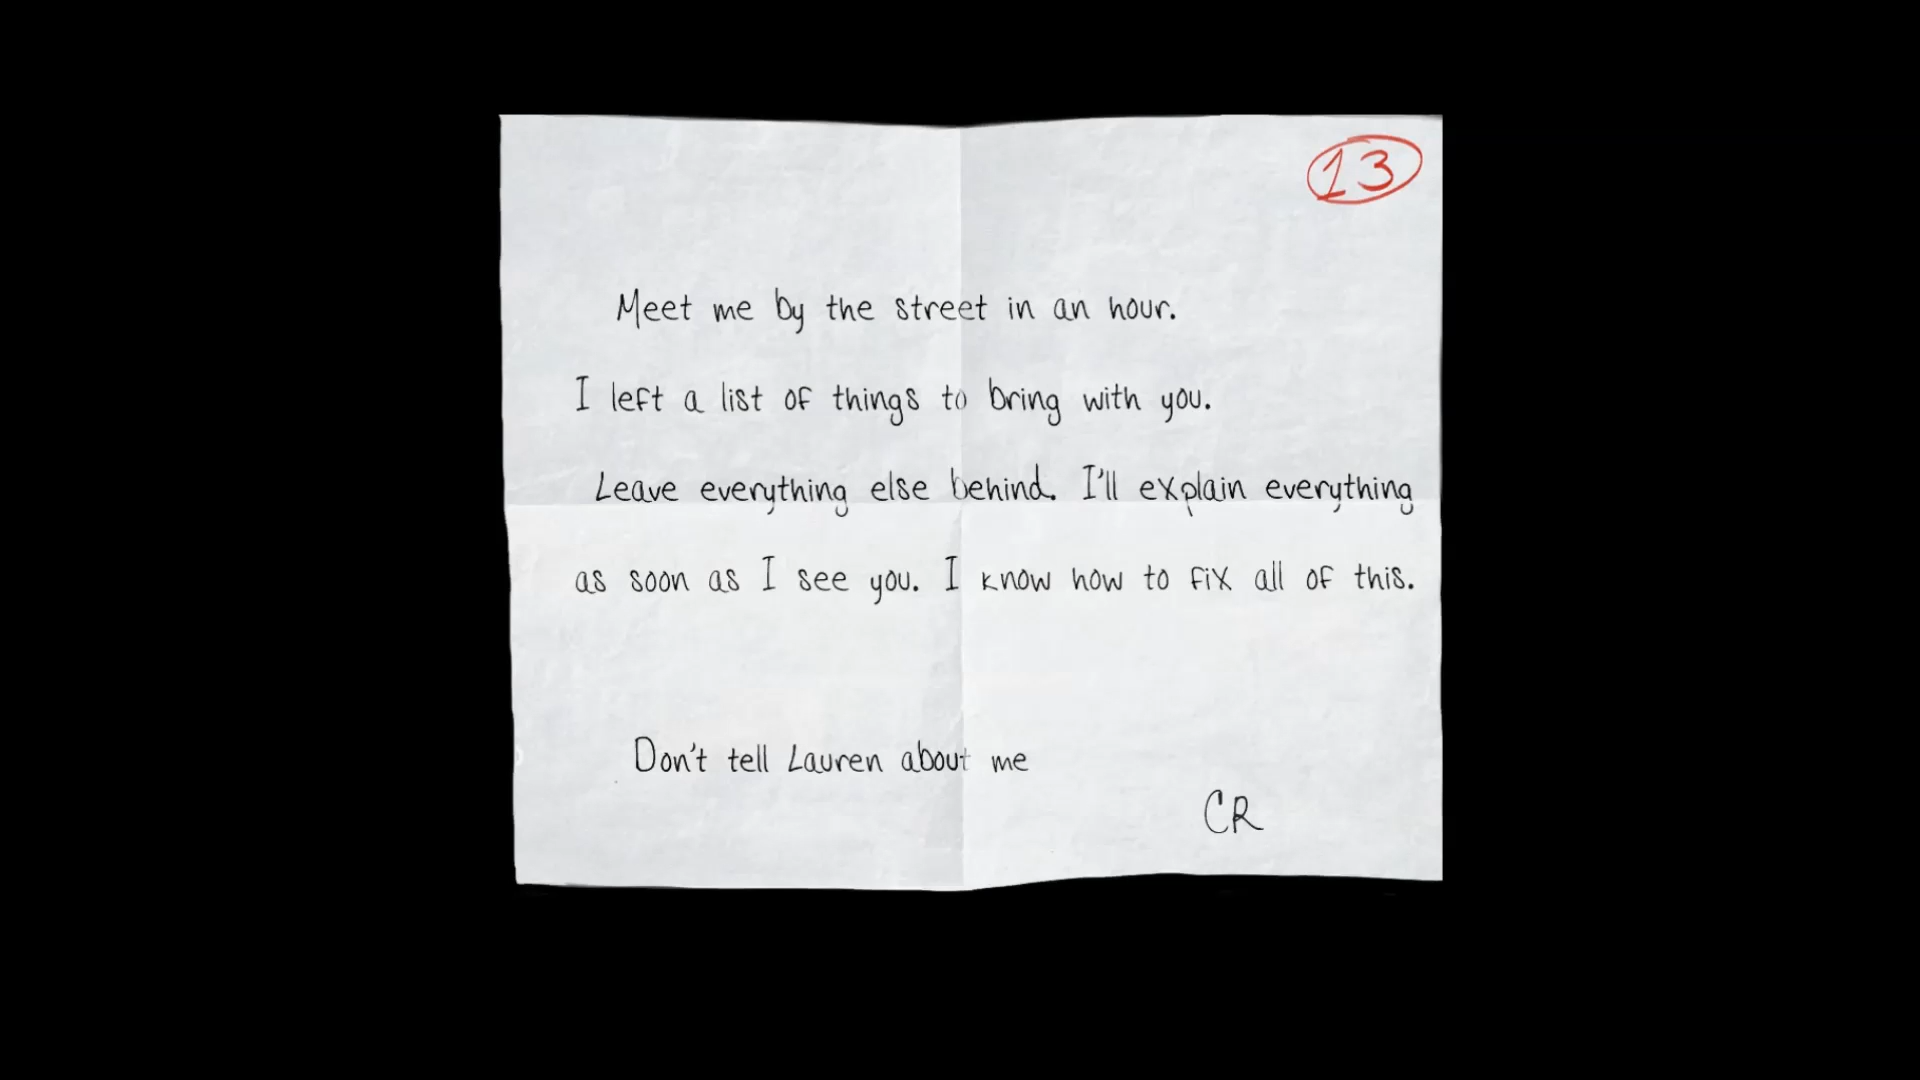 13
Meet me by the street in an hour.
I left a list of things to bring with you.
Leave everything else behind. I'll explain everything
as soon as I see you. I know how to fix all of this.
Don't tell Lauren about me
CR